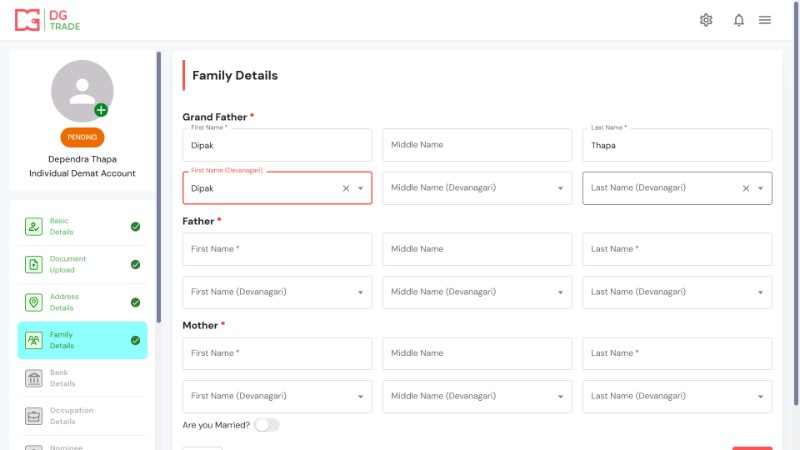 DG
TRADE
PENDING
Dependra Thapa
Individual Demat Account
Basic
Details
Document
Upload
Address
Details
Family
Details
Bank
Details
Occupation
Details
Nominee
Family Details
Grand Father *
First Name *
Dipak
Middle Name
Last Name *
Thapa
First Name (Devanagari)
Dipak
Middle Name (Devanagari)
Last Name (Devanagari)
Father *
First Name *
Middle Name
Last Name *
First Name (Devanagari)
Middle Name (Devanagari)
Last Name (Devanagari)
Mother *
First Name *
Middle Name
Last Name *
First Name (Devanagari)
Middle Name (Devanagari)
Last Name (Devanagari)
Are you Married?